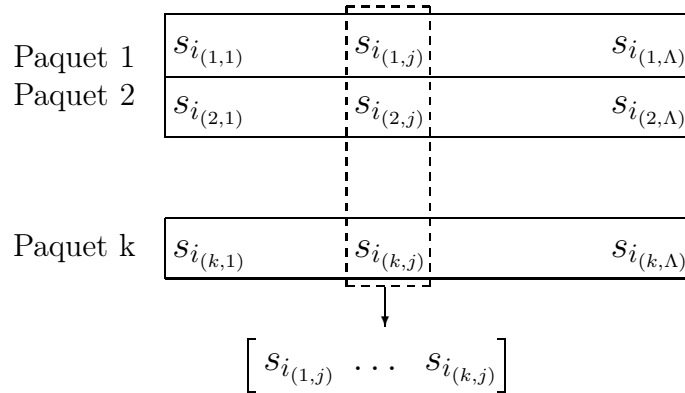 Paquet 1 s_{i_{(1,1)}} s_{i_{(1,j)}} s_{i_{(1,Λ)}}
Paquet 2 s_{i_{(2,1)}} s_{i_{(2,j)}} s_{i_{(2,Λ)}}
Paquet k s_{i_{(k,1)}} s_{i_{(k,j)}} s_{i_{(k,Λ)}}
[ s_{i_{(1,j)}} ... s_{i_{(k,j)}} ]